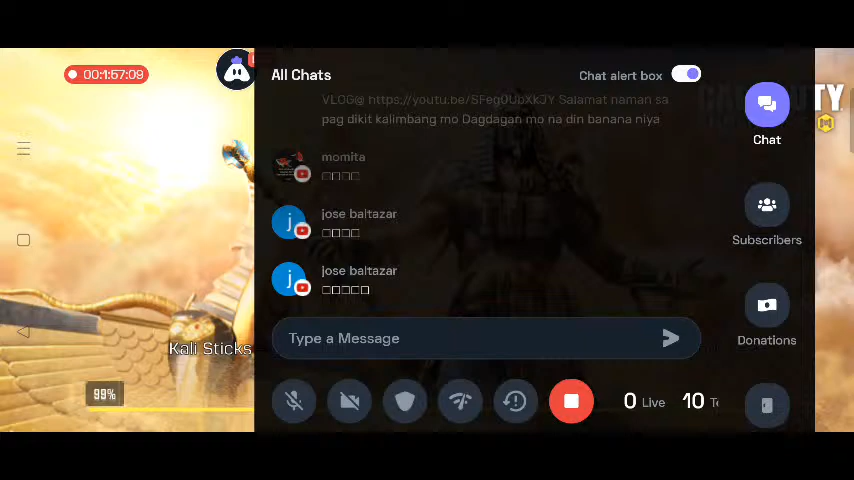 00:1:57:09
All Chats
Chat alert box
VLOG@ https://youtu.be/SFeg0UbXkJY Salamat naman sa
pag dikit kalimbang mo Dagdagan mo na din banana niya
momita
□□□□
jose baltazar
□□□□
jose baltazar
□□□□□
Type a Message
0 Live
10
Chat
Subscribers
Donations
Kali Sticks
99%